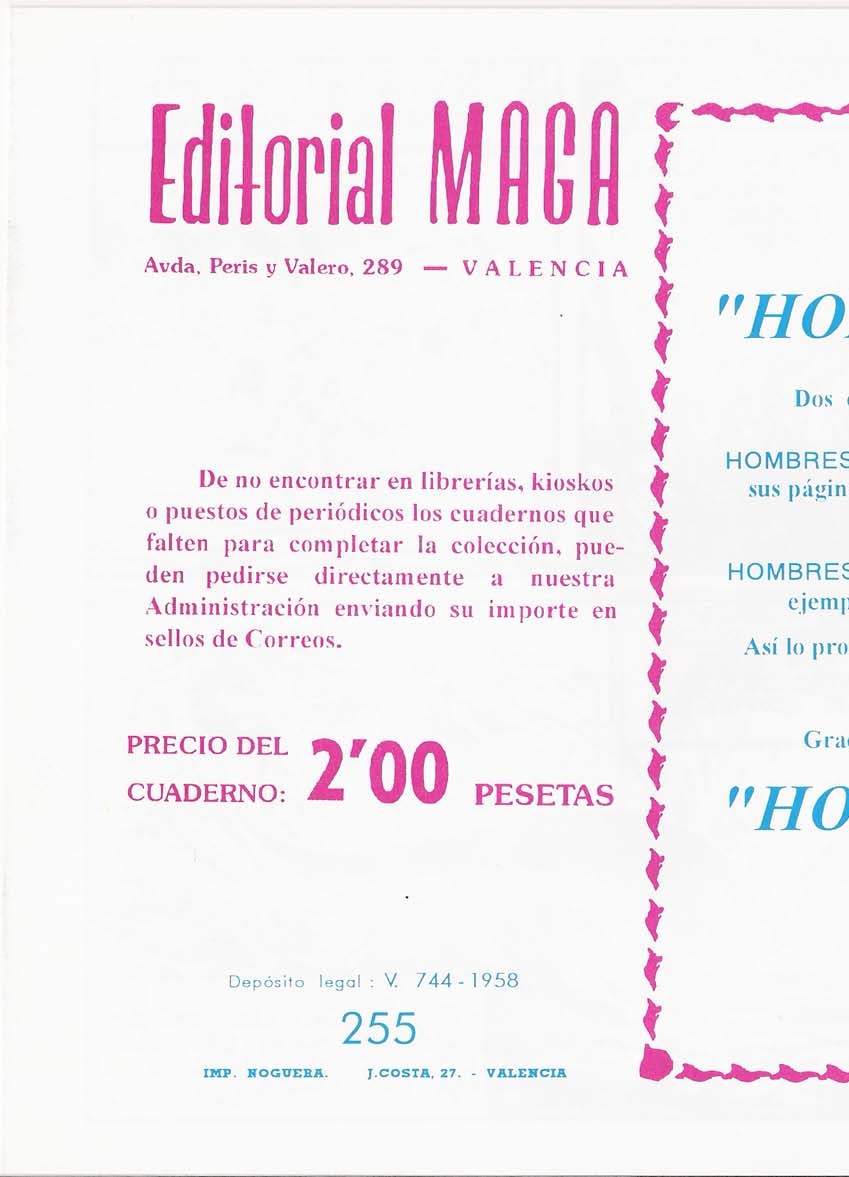 Editorial MAGA
Avda. Peris y Valero, 289 — VALENCIA
De no encontrar en librerías, kioskos
o puestos de periódicos los cuadernos que
falten para completar la colección, pue-
den pedirse directamente a nuestra
Administración enviando su importe en
sellos de Correos.
PRECIO DEL
CUADERNO: 2'00 PESETAS
Depósito legal : V. 744 - 1958
255
IMP. NOGUERA. J.COSTA, 27. - VALENCIA
"HO
Dos
HOMBRES
sus págin
HOMBRES
ejemp
Así lo pro
Gra
"HO